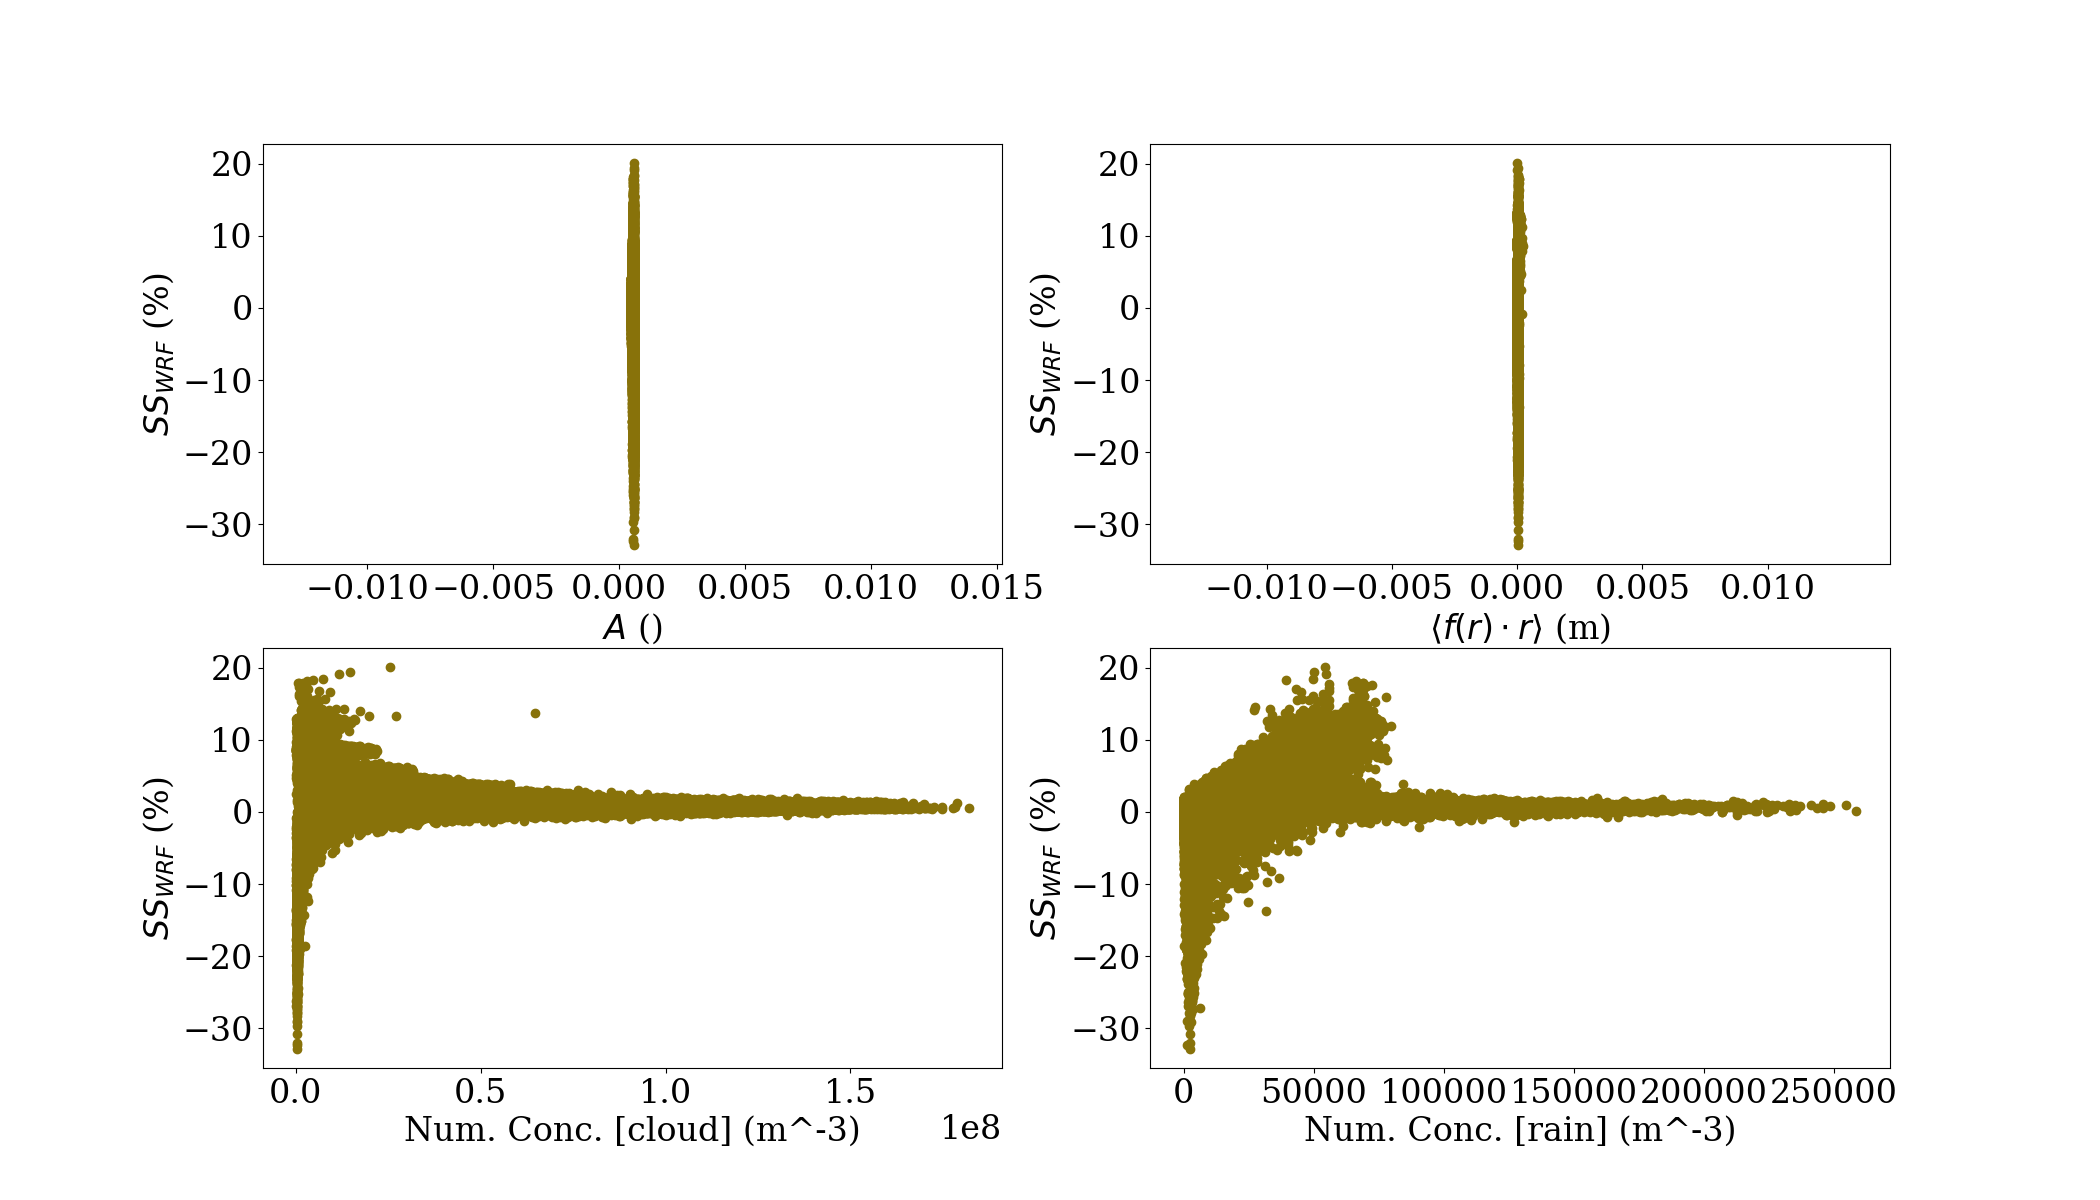 20
10
0
−10
−20
−30
SS_WRF (%)
−0.010 −0.005 0.000 0.005 0.010 0.015
A ()
20
10
0
−10
−20
−30
SS_WRF (%)
−0.010 −0.005 0.000 0.005 0.010
⟨f(r) · r⟩ (m)
20
10
0
−10
−20
−30
SS_WRF (%)
0.0 0.5 1.0 1.5
Num. Conc. [cloud] (m^-3)
1e8
20
10
0
−10
−20
−30
SS_WRF (%)
0 50000 100000 150000 200000 250000
Num. Conc. [rain] (m^-3)